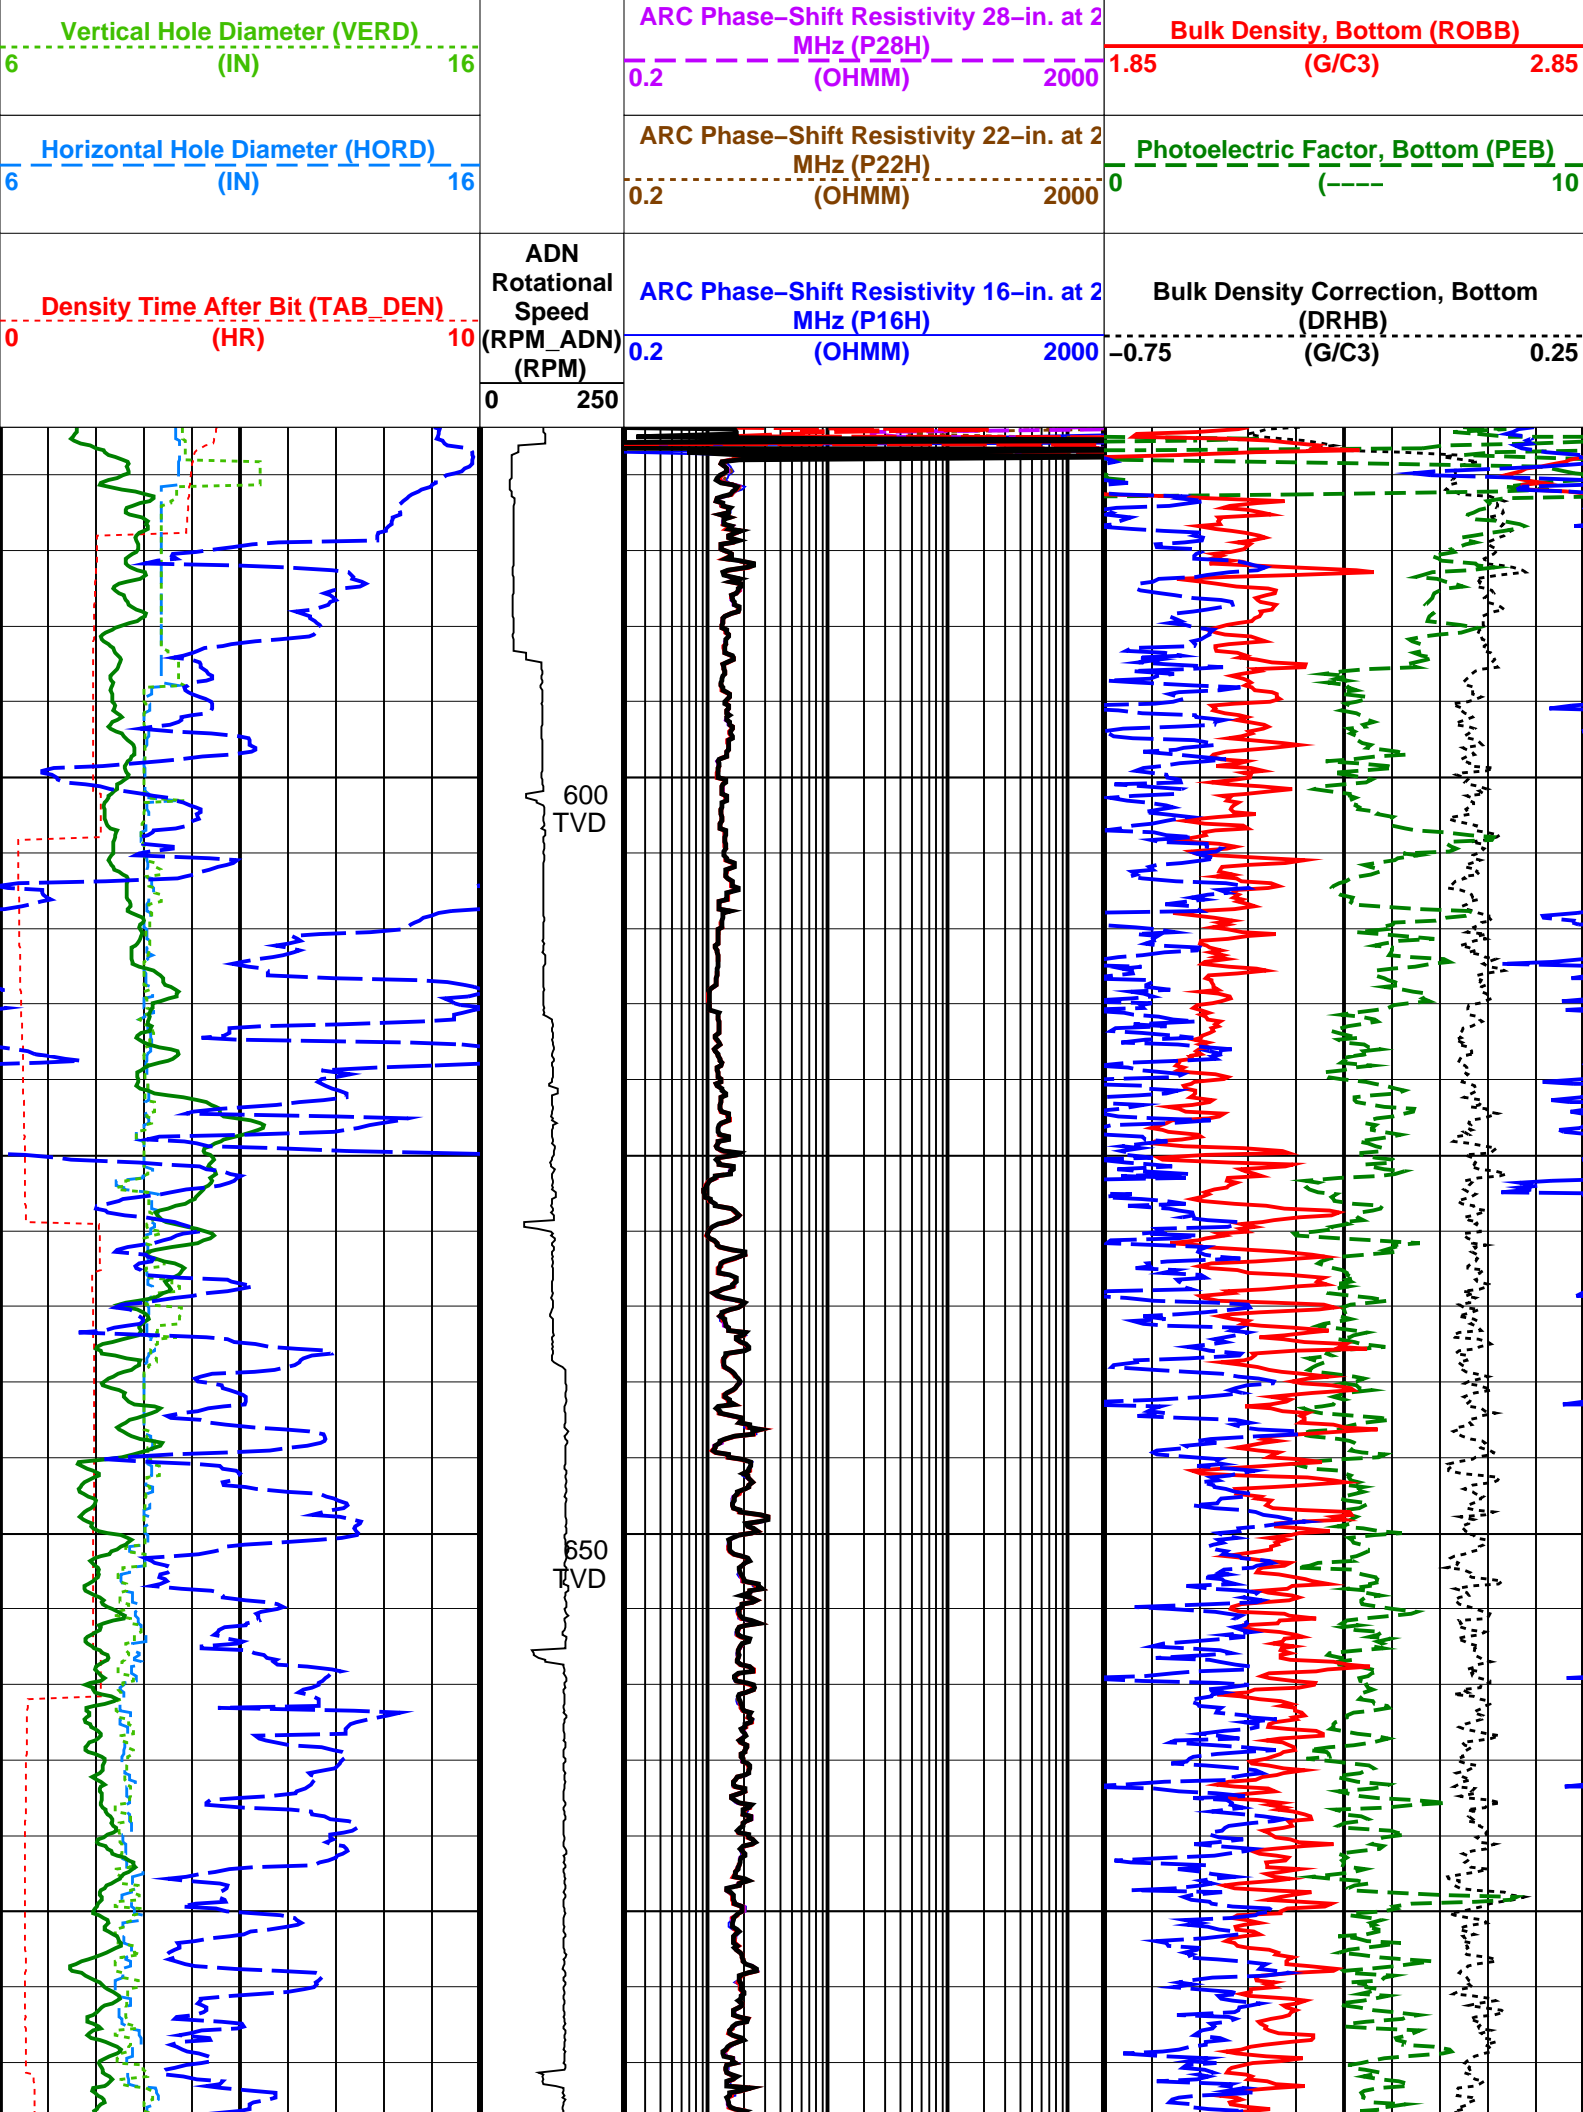 Vertical Hole Diameter (VERD)
6 (IN) 16
Horizontal Hole Diameter (HORD)
6 (IN) 16
Density Time After Bit (TAB_DEN)
0 (HR) 10
ADN
Rotational
Speed
(RPM_ADN)
(RPM)
0 250
ARC Phase–Shift Resistivity 28–in. at 2
MHz (P28H)
0.2 (OHMM) 2000
ARC Phase–Shift Resistivity 22–in. at 2
MHz (P22H)
0.2 (OHMM) 2000
ARC Phase–Shift Resistivity 16–in. at 2
MHz (P16H)
0.2 (OHMM) 2000
Bulk Density, Bottom (ROBB)
1.85 (G/C3) 2.85
Photoelectric Factor, Bottom (PEB)
0 (–––– 10
Bulk Density Correction, Bottom
(DRHB)
–0.75 (G/C3) 0.25
600
TVD
650
TVD